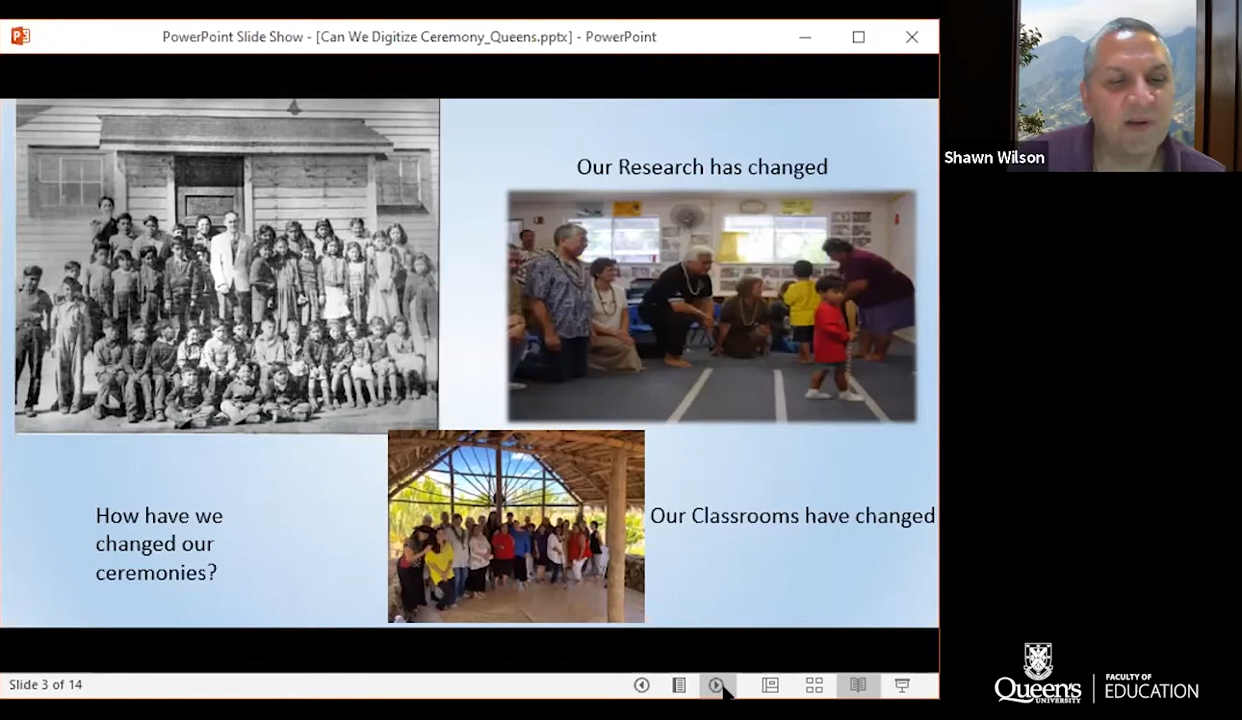 PowerPoint Slide Show - [Can We Digitize Ceremony_Queens.pptx] - PowerPoint
Shawn Wilson
Our Research has changed
How have we
changed our
ceremonies?
Our Classrooms have changed
Slide 3 of 14
Queen's
UNIVERSITY
FACULTY OF
EDUCATION